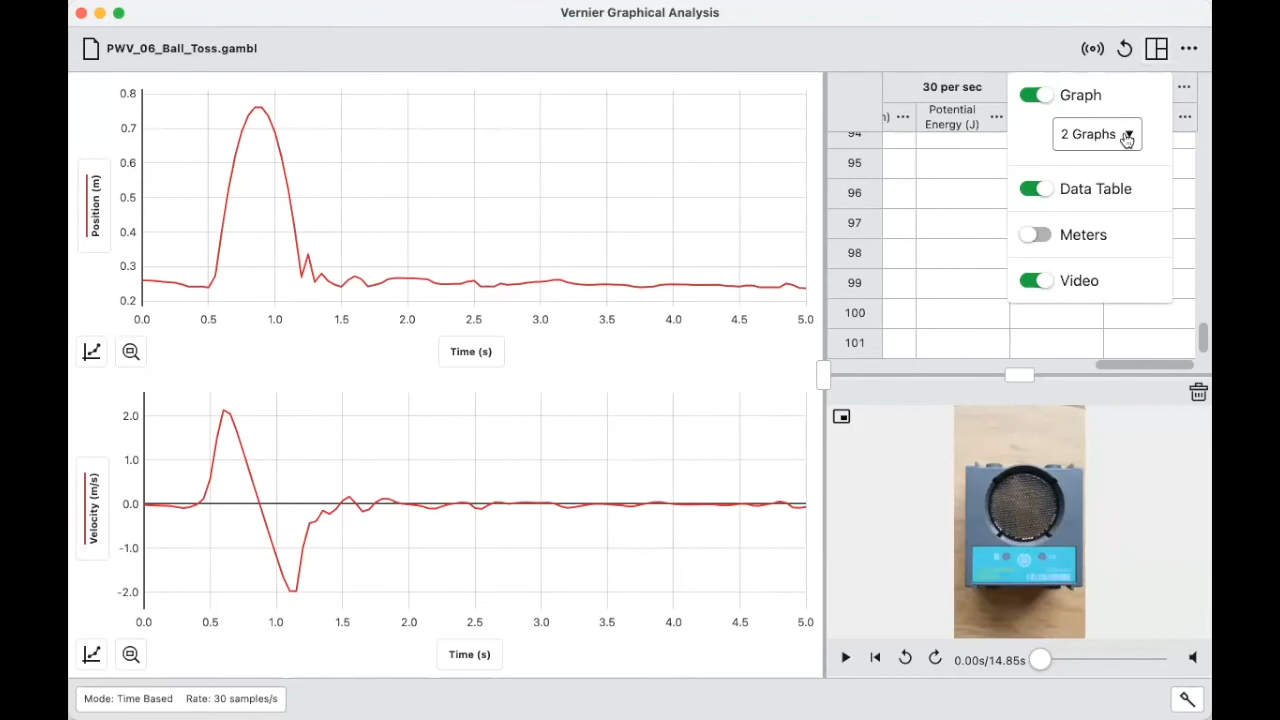 Vernier Graphical Analysis
PWV_06_Ball_Toss.gambl
0.8
0.7
0.6
0.5
0.4
0.3
0.2
Position (m)
0.0 0.5 1.0 1.5 2.0 2.5 3.0 3.5 4.0 4.5 5.0
Time (s)
2.0
1.0
0.0
-1.0
-2.0
Velocity (m/s)
0.0 0.5 1.0 1.5 2.0 2.5 3.0 3.5 4.0 4.5 5.0
Time (s)
Mode: Time Based Rate: 30 samples/s
30 per sec
Potential
Energy (J)
94
95
96
97
98
99
100
101
Graph
2 Graphs
Data Table
Meters
Video
0.00s/14.85s